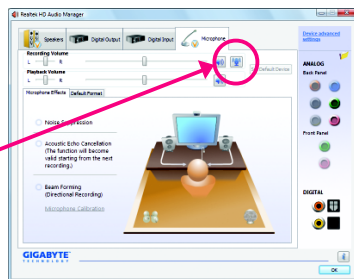 Realtek HD Audio Manager
Speakers
Digital Output
Digital Input
Microphone
Device advanced settings
Recording Volume
L R
Set Default Device
Playback Volume
L R
Microphone Effects
Default Format
Noise Suppression
Acoustic Echo Cancellation
(The function will become
valid starting from the next
recording.)
Beam Forming
(Directional Recording)
Microphone Calibration
ANALOG
Back Panel
Front Panel
DIGITAL
GIGABYTE
TECHNOLOGY
OK